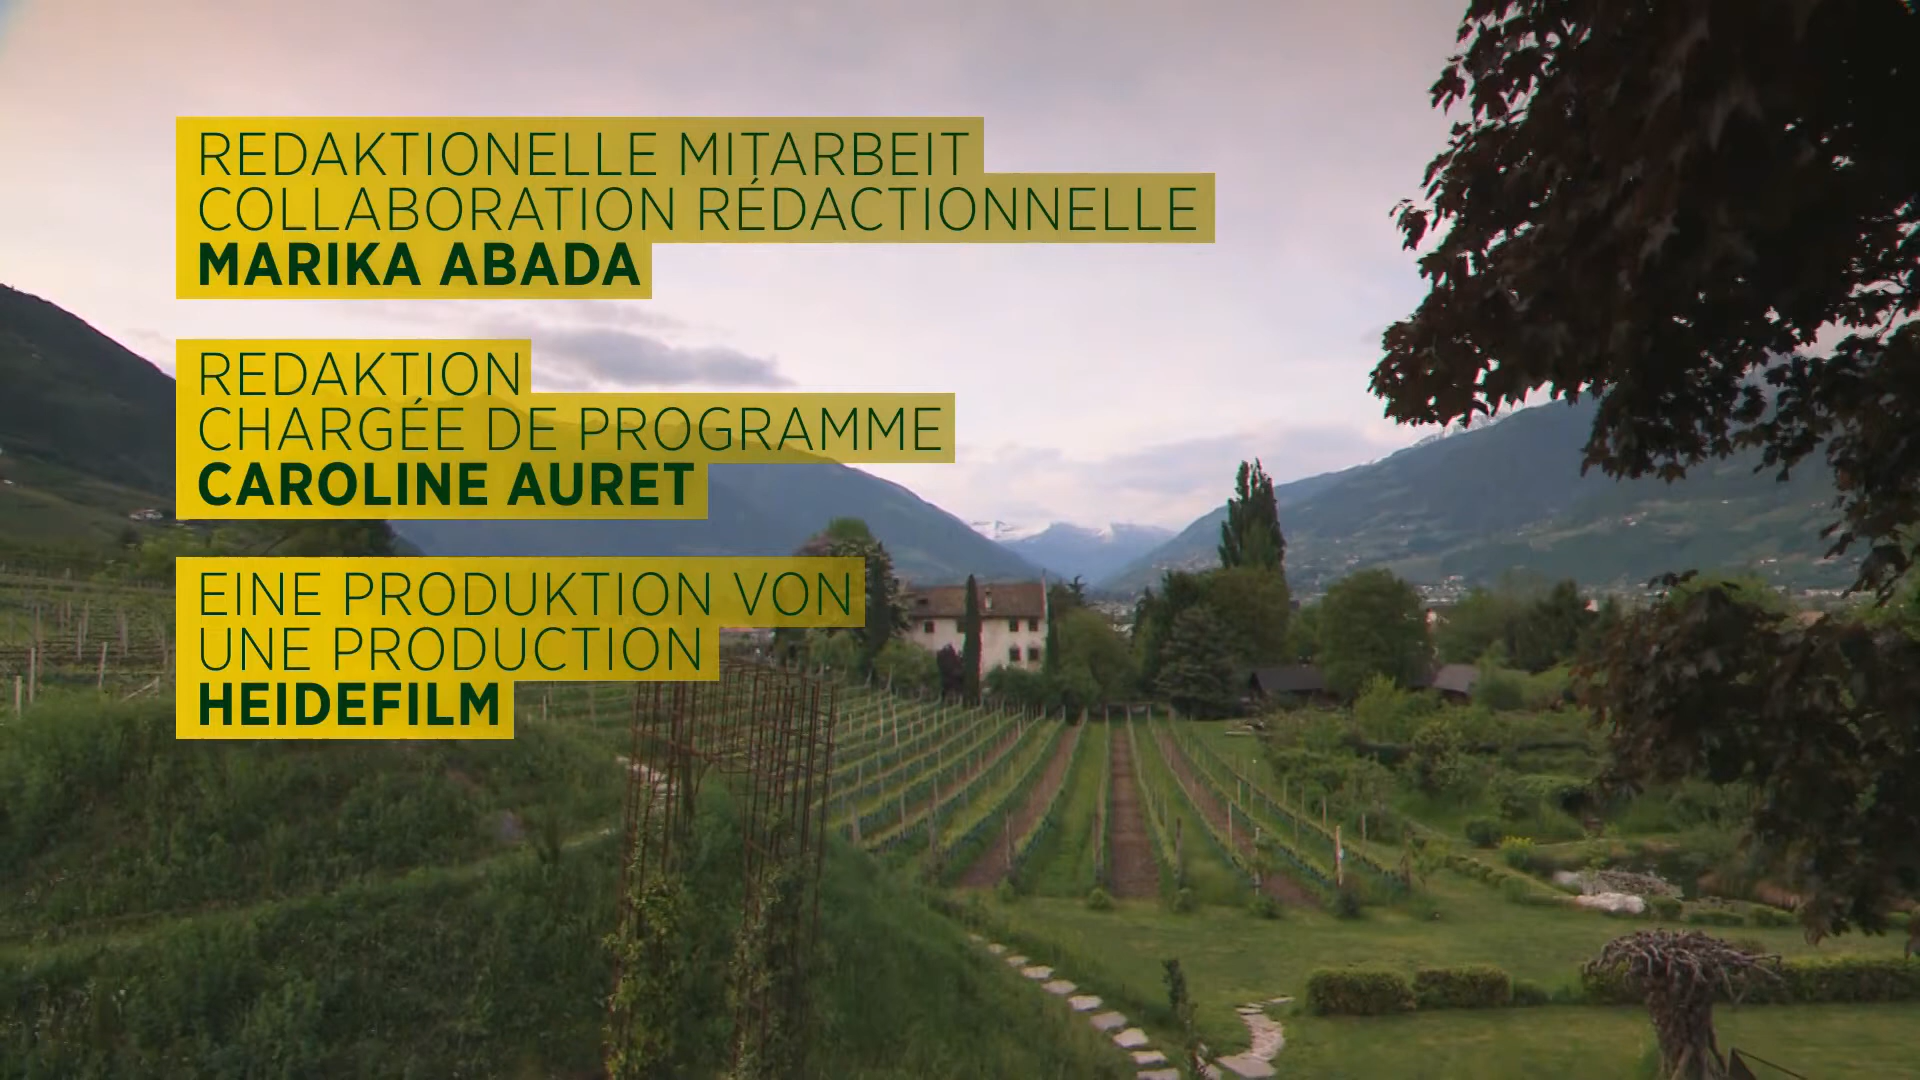 REDAKTIONELLE MITARBEIT
COLLABORATION RÉDACTIONNELLE
MARIKA ABADA
REDAKTION
CHARGÉE DE PROGRAMME
CAROLINE AURET
EINE PRODUKTION VON
UNE PRODUCTION
HEIDEFILM